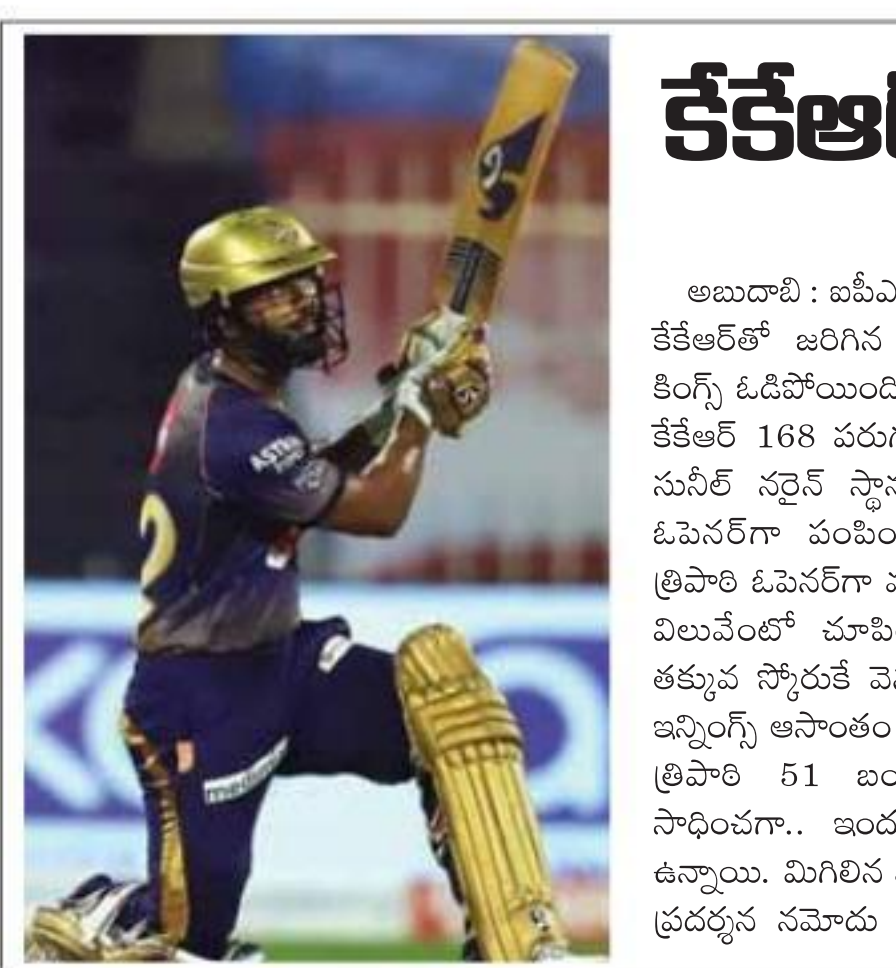 కేకేఆర్
అబుదాబి : ఐపీఎ
కేకేఆర్‌తో జరిగిన
కింగ్స్ ఓడిపోయింది
కేకేఆర్ 168 పరుగ
సునీల్ నరైన్ స్థాన
ఓపెనర్‌గా పంపిం
త్రిపాఠి ఓపెనర్‌గా
విలువేంటో చూపి
తక్కువ స్కోరుకే వె
ఇన్నింగ్స్ ఆసాంతం
త్రిపాఠి 51 బం
సాధించగా.. ఇంద
ఉన్నాయి. మిగిలిన
ప్రదర్శన నమోదు